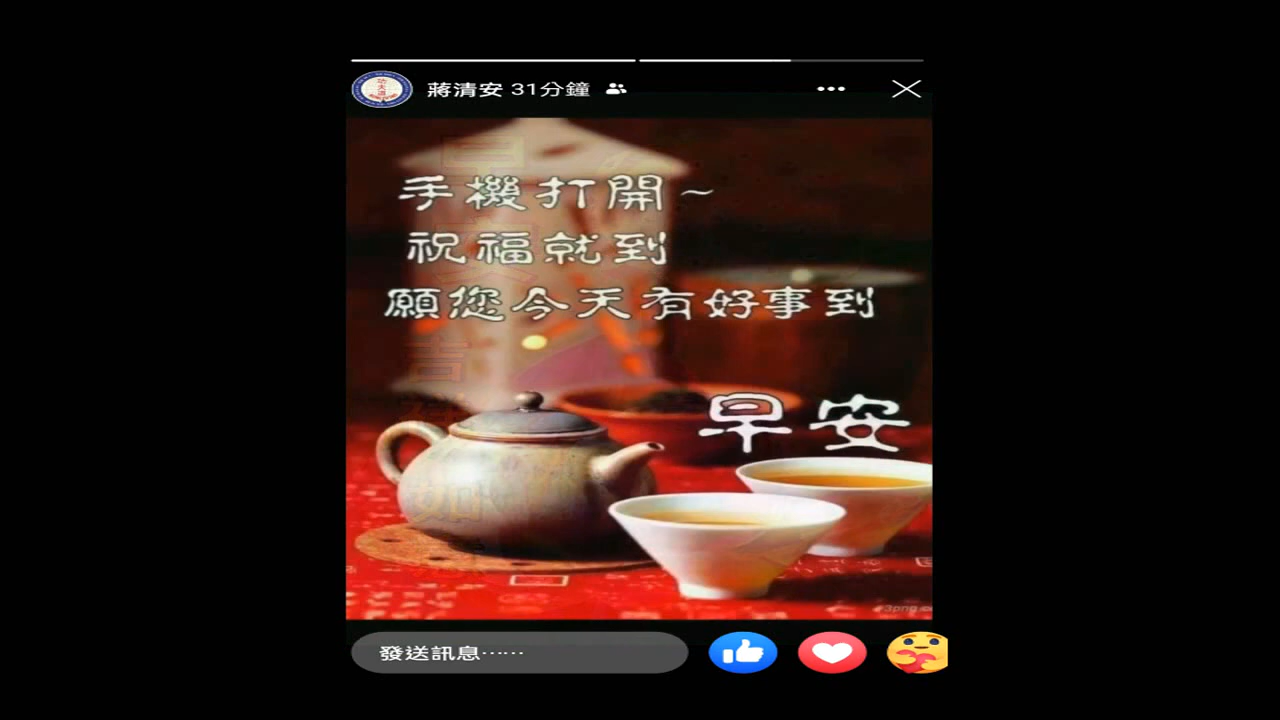 蔣清安 31分鐘
手機打開~
祝福就到
願您今天有好事到
早安
發送訊息……